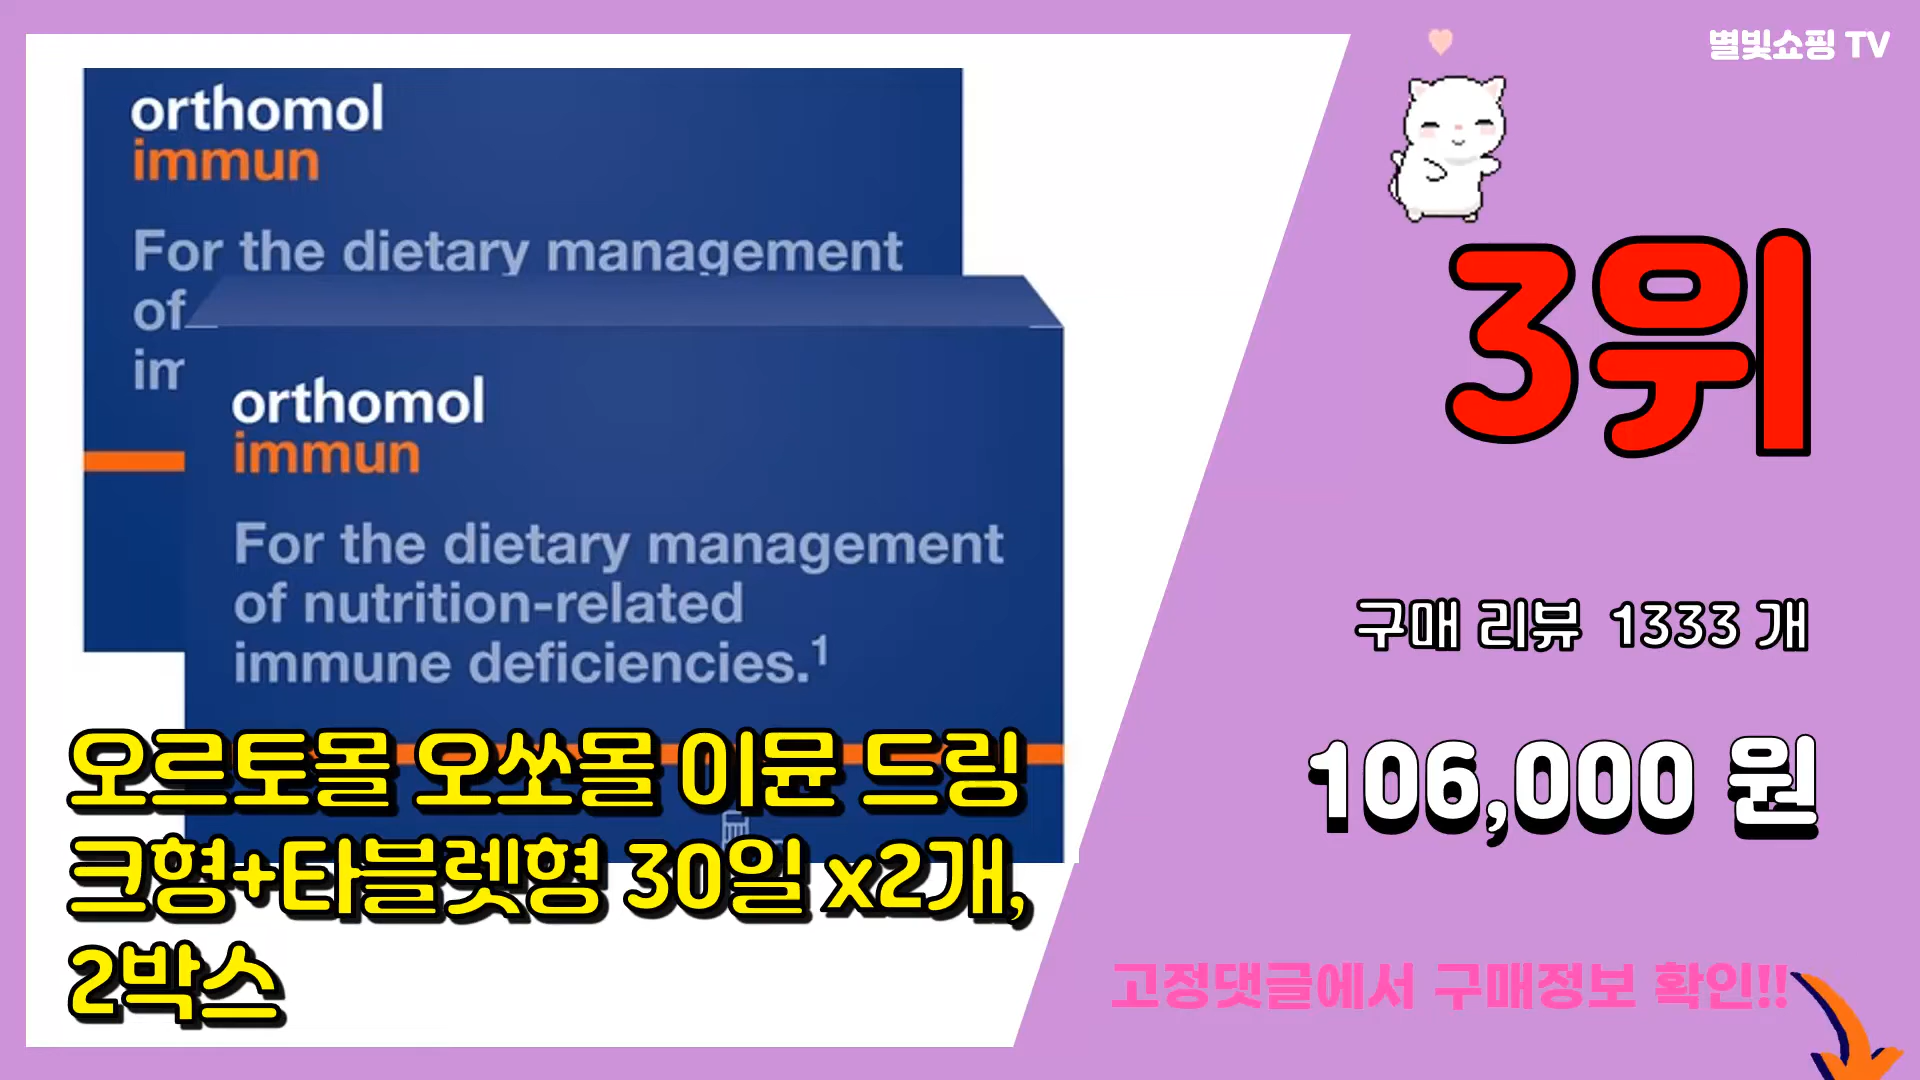 별빛쇼핑 TV
orthomol
immun
For the dietary management
of
im
orthomol
immun
For the dietary management
of nutrition-related
immune deficiencies.¹
오르토몰 오쏘몰 이뮨 드링
크형+타블렛형 30일 x2개,
2박스
3위
구매 리뷰 1333 개
106,000 원
고정댓글에서 구매정보 확인!!